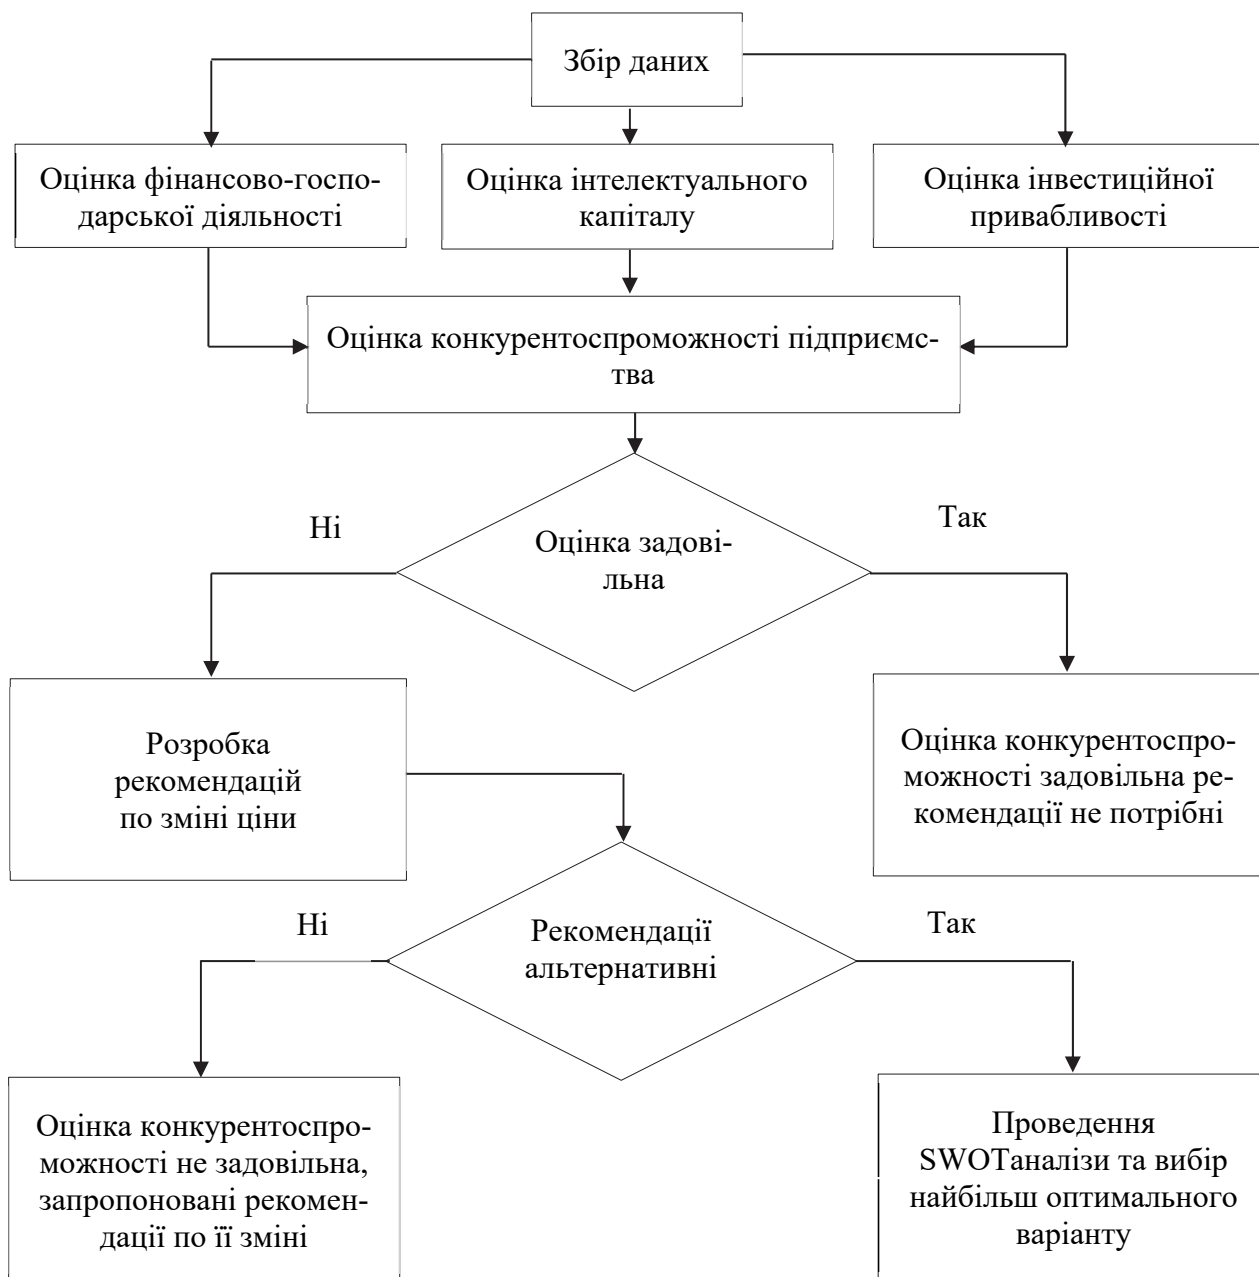 Збір даних
Оцінка фінансово-госпо-
дарської діяльності
Оцінка інтелектуального
капіталу
Оцінка інвестиційної
привабливості
Оцінка конкурентоспроможності підприємс-
тва
Ні
Так
Оцінка задові-
льна
Розробка
рекомендацій
по зміні ціни
Оцінка конкурентоспро-
можності задовільна ре-
комендації не потрібні
Ні
Так
Рекомендації
альтернативні
Оцінка конкурентоспро-
можності не задовільна,
запропоновані рекомен-
дації по її зміні
Проведення
SWOTаналізи та вибір
найбільш оптимального
варіанту